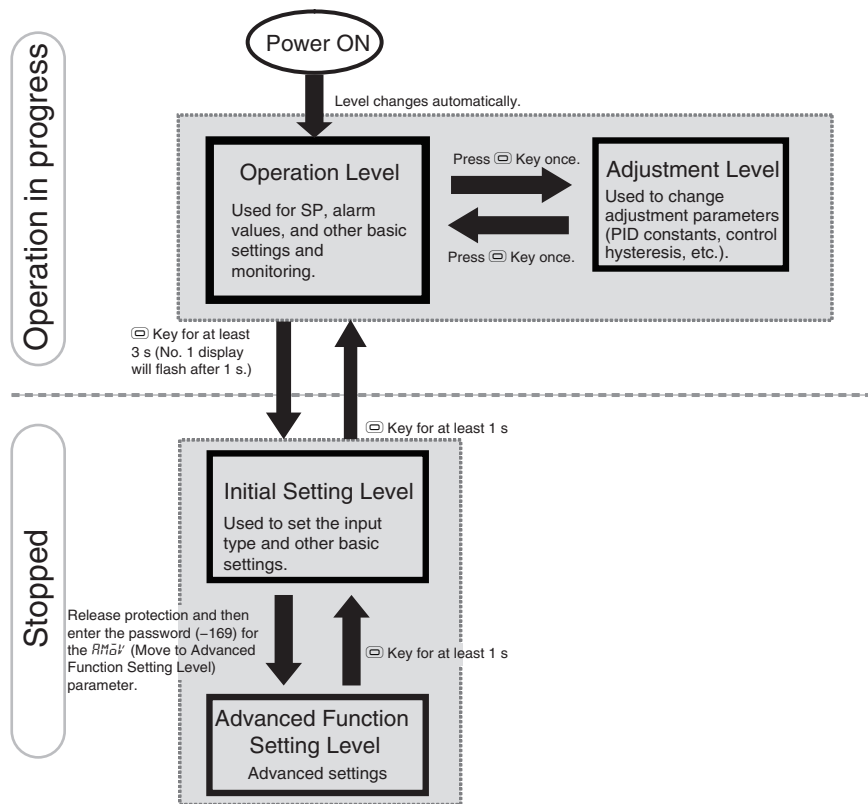 Operation in progress
Power ON
Level changes automatically.
Operation Level
Used for SP, alarm
values, and other basic
settings and
monitoring.
Press Key once.
Press Key once.
Adjustment Level
Used to change
adjustment parameters
(PID constants, control
hysteresis, etc.).
Key for at least
3 s (No. 1 display
will flash after 1 s.)
Key for at least 1 s
Stopped
Initial Setting Level
Used to set the input
type and other basic
settings.
Release protection and then
enter the password (–169) for
the AMOV (Move to Advanced
Function Setting Level)
parameter.
Key for at least 1 s
Advanced Function
Setting Level
Advanced settings